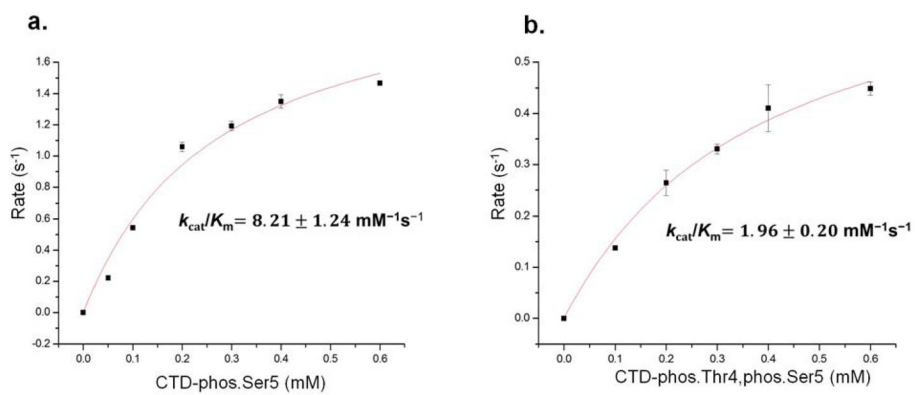 a.
1.6
1.4
1.2
1.0
0.8
0.6
0.4
0.2
0.0
-0.2
Rate (s⁻¹)
kcat/Km= 8.21 ± 1.24 mM⁻¹s⁻¹
0.0 0.1 0.2 0.3 0.4 0.5 0.6
CTD-phos.Ser5 (mM)
b.
0.5
0.4
0.3
0.2
0.1
0.0
Rate (s⁻¹)
kcat/Km= 1.96 ± 0.20 mM⁻¹s⁻¹
0.0 0.1 0.2 0.3 0.4 0.5 0.6
CTD-phos.Thr4,phos.Ser5 (mM)